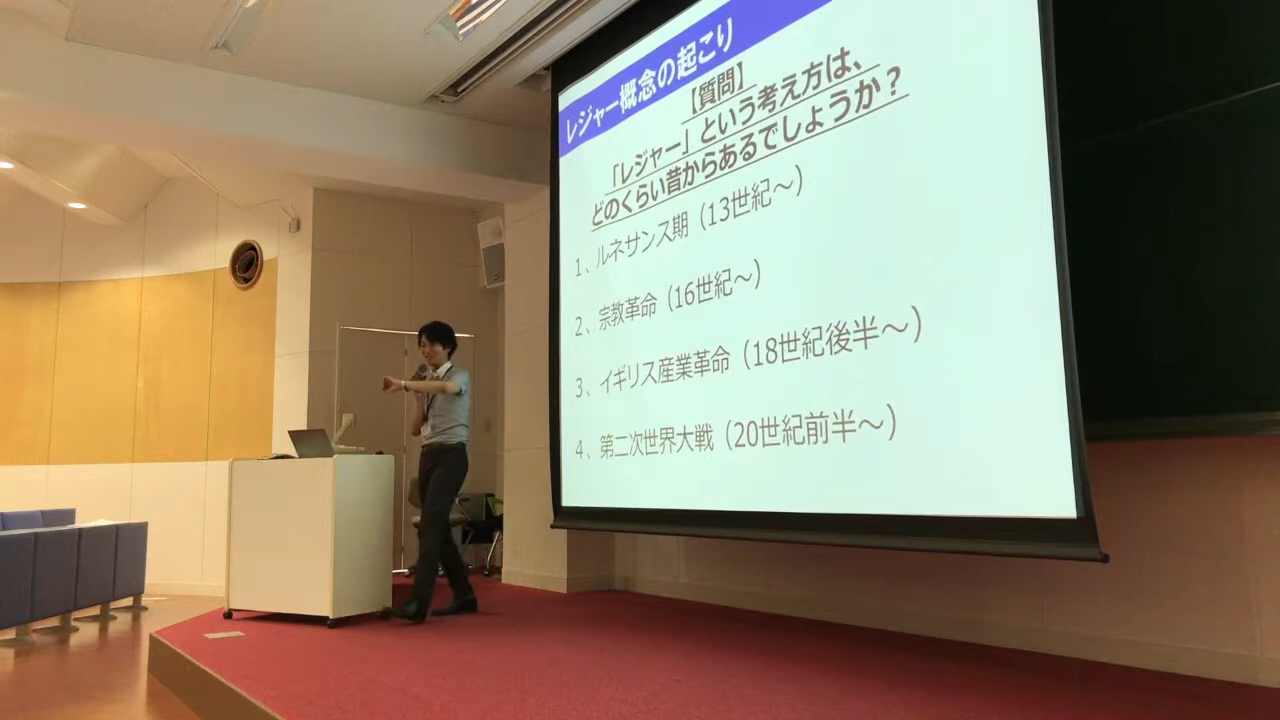 レジャー概念の起こり
【質問】
「レジャー」という考え方は、
どのくらい昔からあるでしょうか？
1、ルネサンス期（13世紀～）
2、宗教革命（16世紀～）
3、イギリス産業革命（18世紀後半～）
4、第二次世界大戦（20世紀前半～）